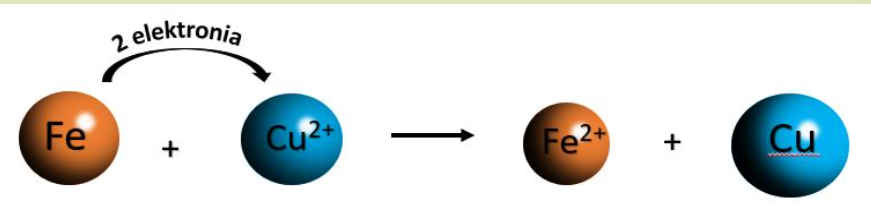 2 elektronia
Fe + Cu²⁺ → Fe²⁺ + Cu